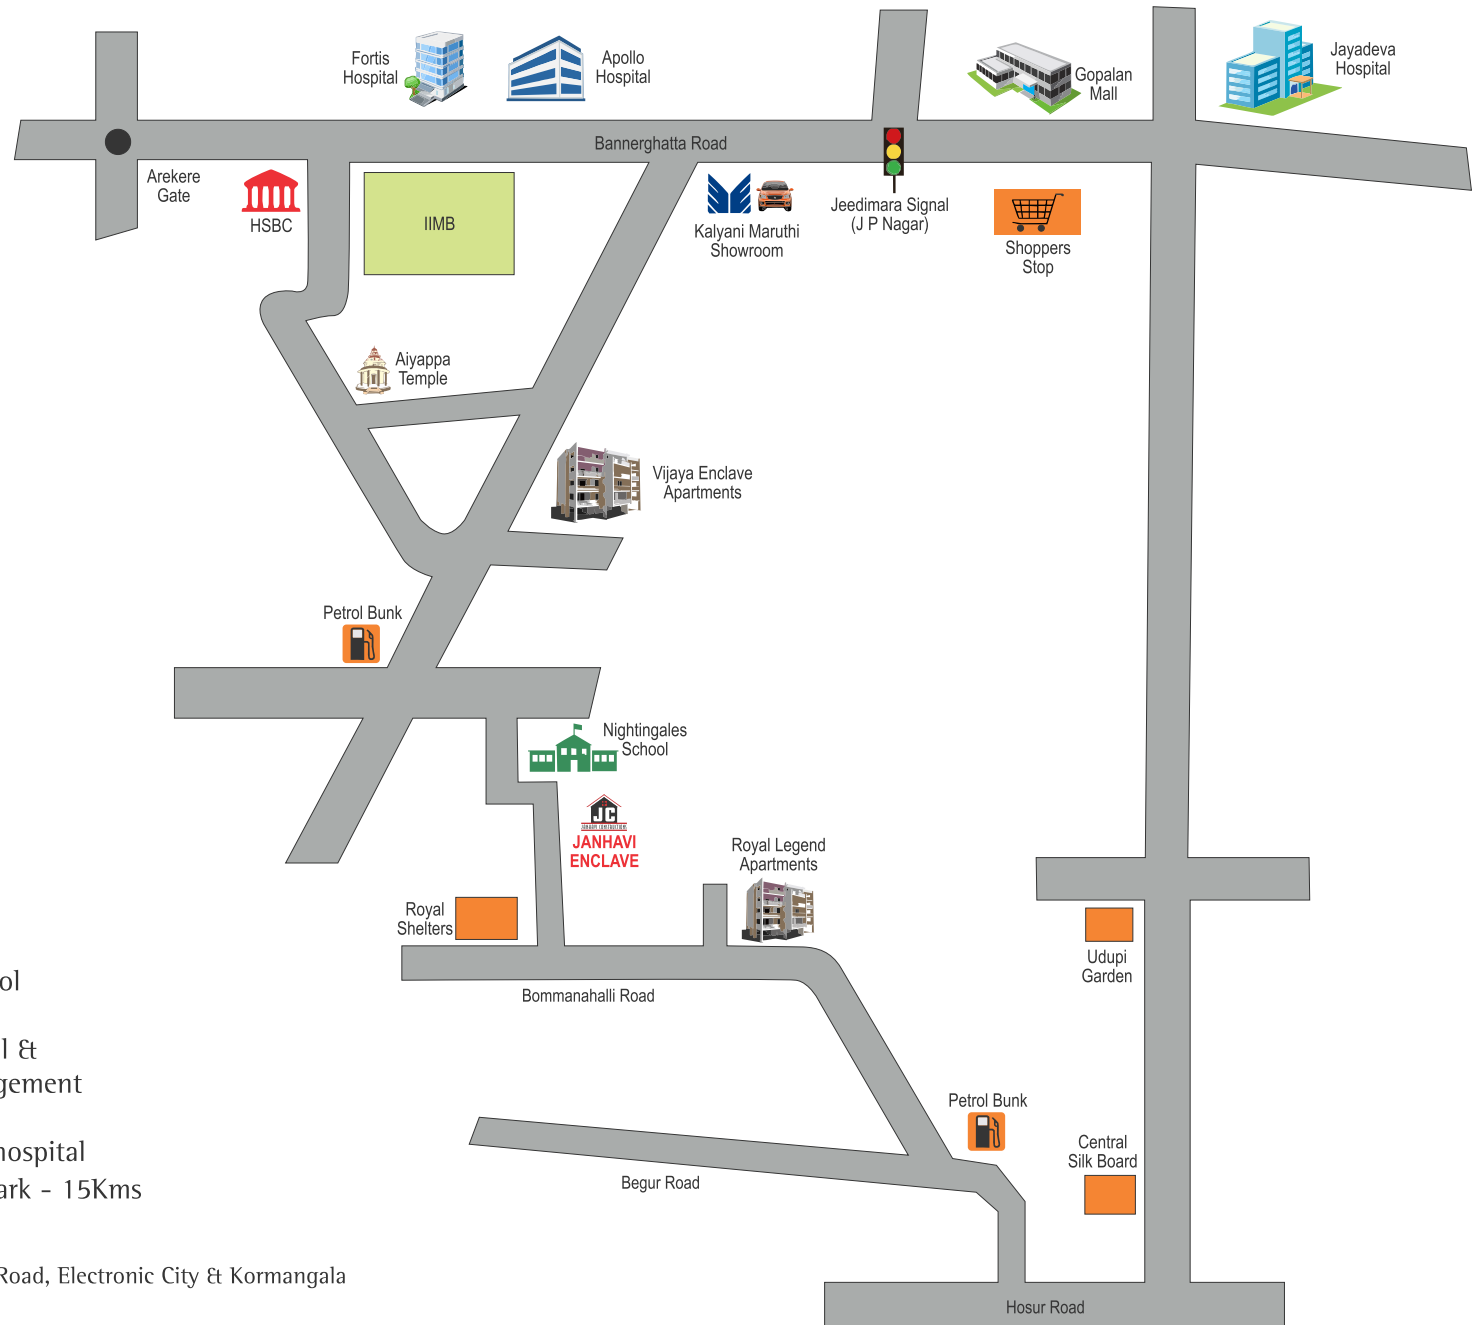 Fortis
Hospital
Apollo
Hospital
Gopalan
Mall
Jayadeva
Hospital
Bannerghatta Road
Arekere
Gate
HSBC
IIMB
Kalyani Maruthi
Showroom
Jeedimara Signal
(J P Nagar)
Shoppers
Stop
Aiyappa
Temple
Vijaya Enclave
Apartments
Petrol Bunk
Nightingales
School
JC
JANHAVI CONSTRUCTIONS
JANHAVI
ENCLAVE
Royal Legend
Apartments
Royal
Shelters
Udupi
Garden
Bommanahalli Road
ol
l &
gement
Petrol Bunk
Central
Silk Board
hospital
ark - 15Kms
Begur Road
Road, Electronic City & Kormangala
Hosur Road